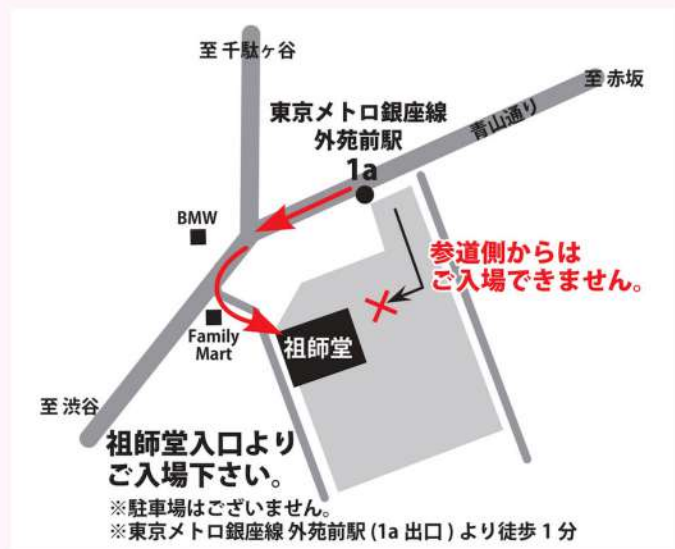 至 千駄ヶ谷
至 赤坂
東京メトロ銀座線
外苑前駅
1a
青山通り
BMW
参道側からは
ご入場できません。
Family
Mart
祖師堂
至 渋谷
祖師堂入口より
ご入場下さい。
※駐車場はございません。
※東京メトロ銀座線 外苑前駅 (1a 出口 ) より徒歩 1 分